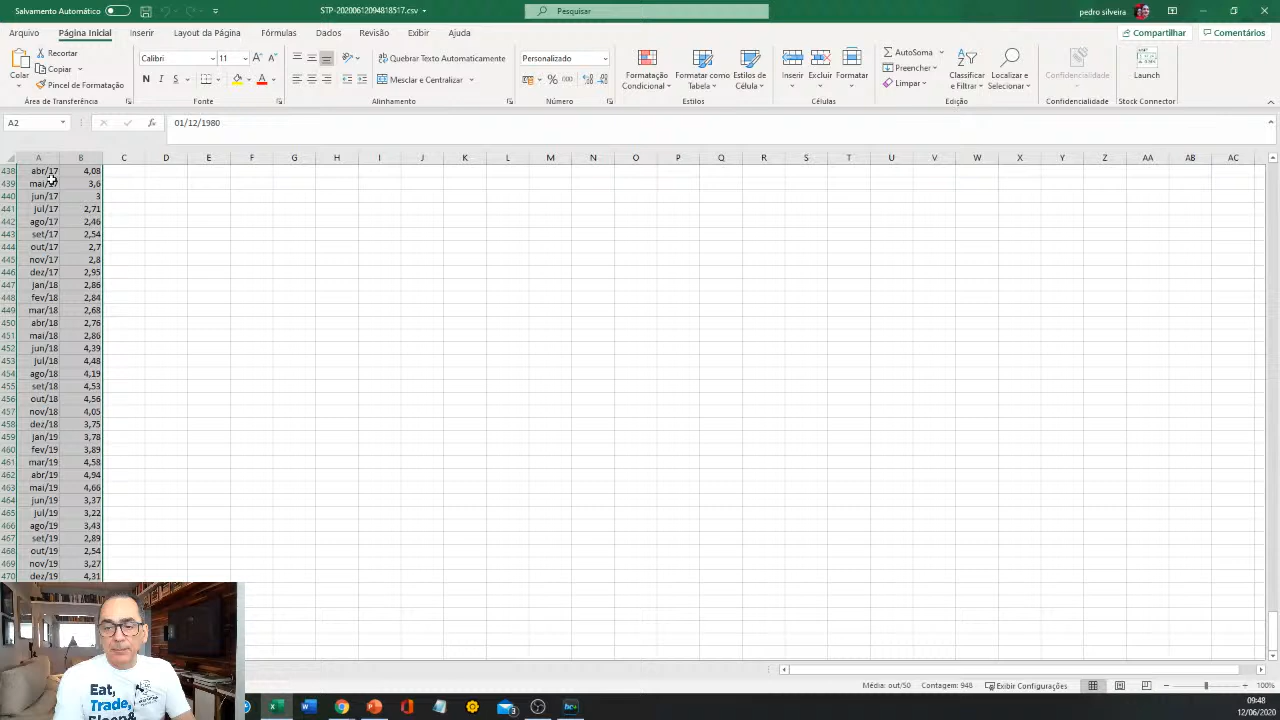 Salvamento Automático
STP-20200612094818517.csv
Pesquisar
pedro silveira
Arquivo Página Inicial Inserir Layout da Página Fórmulas Dados Revisão Exibir Ajuda
Compartilhar Comentários
Colar
Recortar
Copiar
Pincel de Formatação
Área de Transferência
Calibri 11
N I S
Fonte
Quebrar Texto Automaticamente
Mesclar e Centralizar
Alinhamento
Personalizado
% 000
Número
Formatação Condicional
Formatar como Tabela
Estilos de Célula
Estilos
Inserir Excluir Formatar
Células
AutoSoma
Preencher
Limpar
Classificar e Filtrar
Localizar e Selecionar
Edição
Confidencialidade
Confidencialidade
Launch
Stock Connector
A2 fx 01/12/1980
A B C D E F G H I J K L M N O P Q R S T U V W X Y Z AA AB AC
438 abr/17 4,08
439 mai/17 3,6
440 jun/17 3
441 jul/17 2,71
442 ago/17 2,46
443 set/17 2,54
444 out/17 2,7
445 nov/17 2,8
446 dez/17 2,95
447 jan/18 2,86
448 fev/18 2,84
449 mar/18 2,68
450 abr/18 2,76
451 mai/18 2,86
452 jun/18 4,39
453 jul/18 4,48
454 ago/18 4,19
455 set/18 4,53
456 out/18 4,56
457 nov/18 4,05
458 dez/18 3,75
459 jan/19 3,78
460 fev/19 3,89
461 mar/19 4,58
462 abr/19 4,94
463 mai/19 4,66
464 jun/19 3,37
465 jul/19 3,22
466 ago/19 3,43
467 set/19 2,89
468 out/19 2,54
469 nov/19 3,27
470 dez/19 4,31
Eat,
Trade,
Média: out/50 Contagem: 948 Exibir Configurações 100%
09:48
12/06/2020